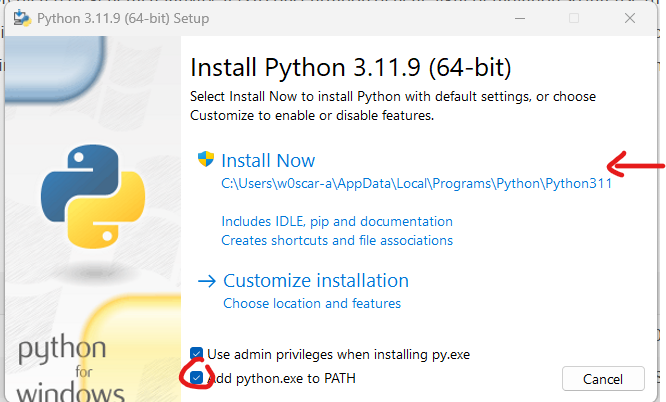 Python 3.11.9 (64-bit) Setup
Install Python 3.11.9 (64-bit)
Select Install Now to install Python with default settings, or choose
Customize to enable or disable features.
Install Now
C:\Users\w0scar-a\AppData\Local\Programs\Python\Python311
Includes IDLE, pip and documentation
Creates shortcuts and file associations
Customize installation
Choose location and features
python
for
windows
Use admin privileges when installing py.exe
Add python.exe to PATH
Cancel